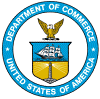 DEPARTMENT OF COMMERCE
UNITED STATES OF AMERICA